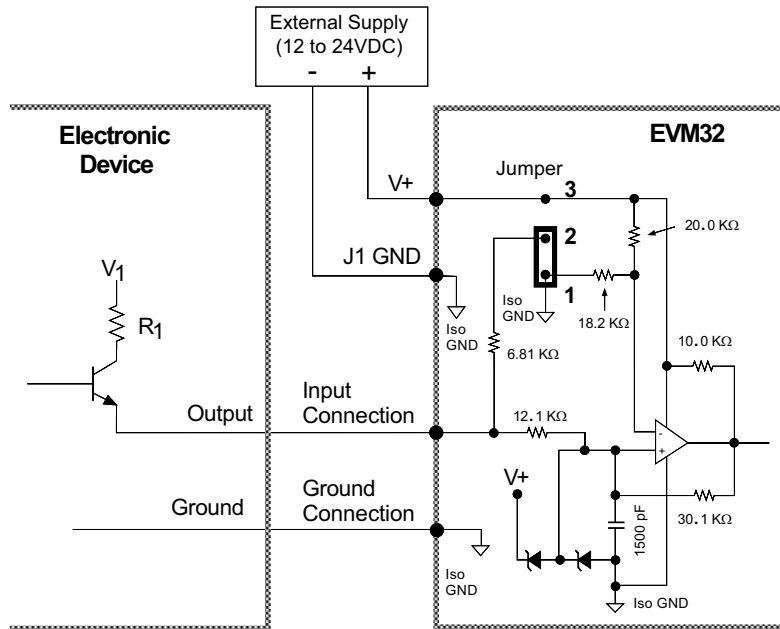 External Supply
(12 to 24VDC)
- +
Electronic
Device
EVM32
V+
Jumper
3
20.0 KΩ
2
J1 GND
1
Iso
GND
Iso
GND
18.2 KΩ
V1
R1
6.81 KΩ
10.0 KΩ
Output
Input
Connection
12.1 KΩ
-
+
V+
Ground
Ground
Connection
1500 pF
30.1 KΩ
Iso
GND
Iso GND